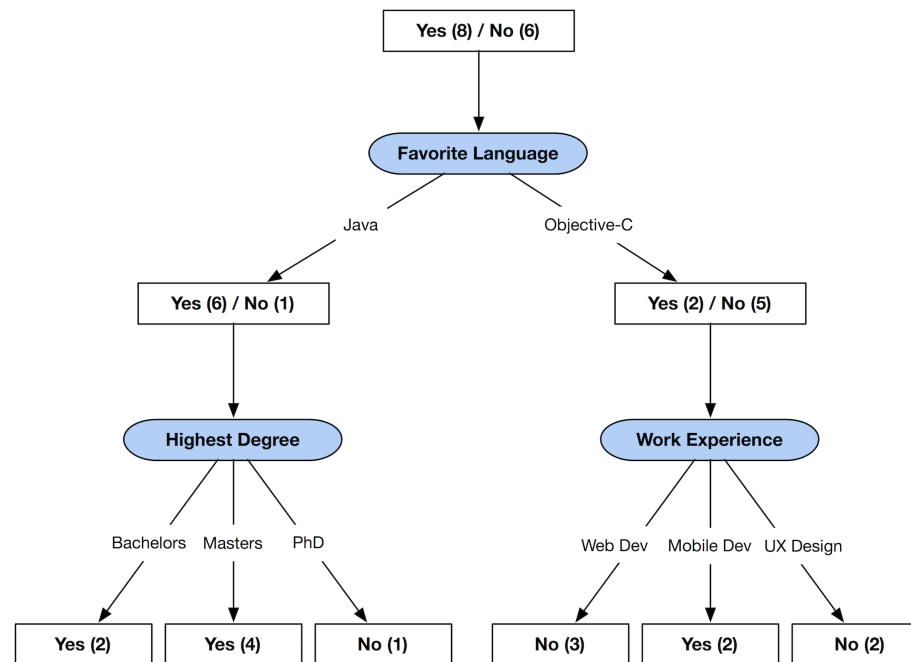 Yes (8) / No (6)
Favorite Language
Java
Objective-C
Yes (6) / No (1)
Yes (2) / No (5)
Highest Degree
Work Experience
Bachelors
Masters
PhD
Web Dev
Mobile Dev
UX Design
Yes (2)
Yes (4)
No (1)
No (3)
Yes (2)
No (2)